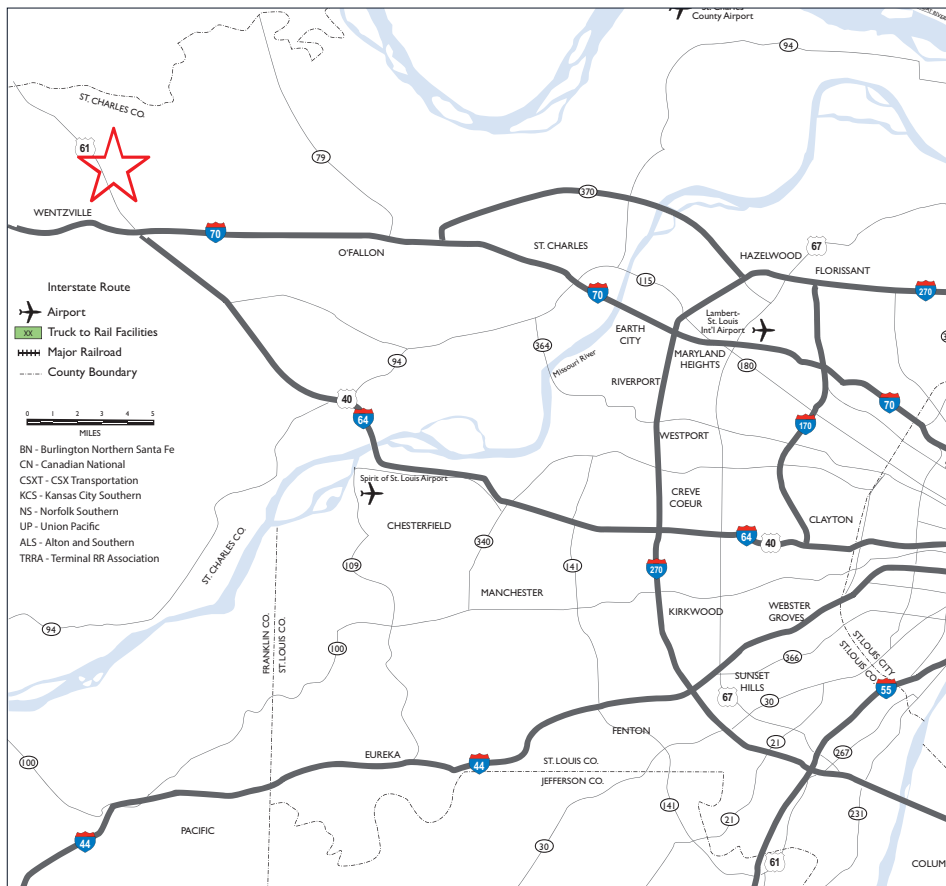 ST. CHARLES
County Airport
94
ST. CHARLES CO.
61
79
370
WENTZVILLE
70
O'FALLON
ST. CHARLES
67
HAZELWOOD
FLORISSANT
115
270
70
Interstate Route
Airport
XX Truck to Rail Facilities
Major Railroad
County Boundary
Lambert-
St. Louis
Int'l Airport
EARTH
CITY
364
94
Missouri River
MARYLAND
HEIGHTS
180
RIVERPORT
40
64
70
170
0 1 2 3 4 5
MILES
WESTPORT
BN - Burlington Northern Santa Fe
CN - Canadian National
CSXT - CSX Transportation
KCS - Kansas City Southern
NS - Norfolk Southern
UP - Union Pacific
ALS - Alton and Southern
TRRA - Terminal RR Association
Spirit of St. Louis Airport
CREVE
COEUR
CHESTERFIELD
CLAYTON
ST. CHARLES CO.
340
64
40
109
141
270
MANCHESTER
KIRKWOOD
WEBSTER
GROVES
94
FRANKLIN CO.
ST. LOUIS CO.
100
366
ST. LOUIS CITY
ST. LOUIS CO.
SUNSET
HILLS
67
30
55
FENTON
21
267
100
EUREKA
44
ST. LOUIS CO.
JEFFERSON CO.
141
21
231
PACIFIC
44
30
61
COLUM